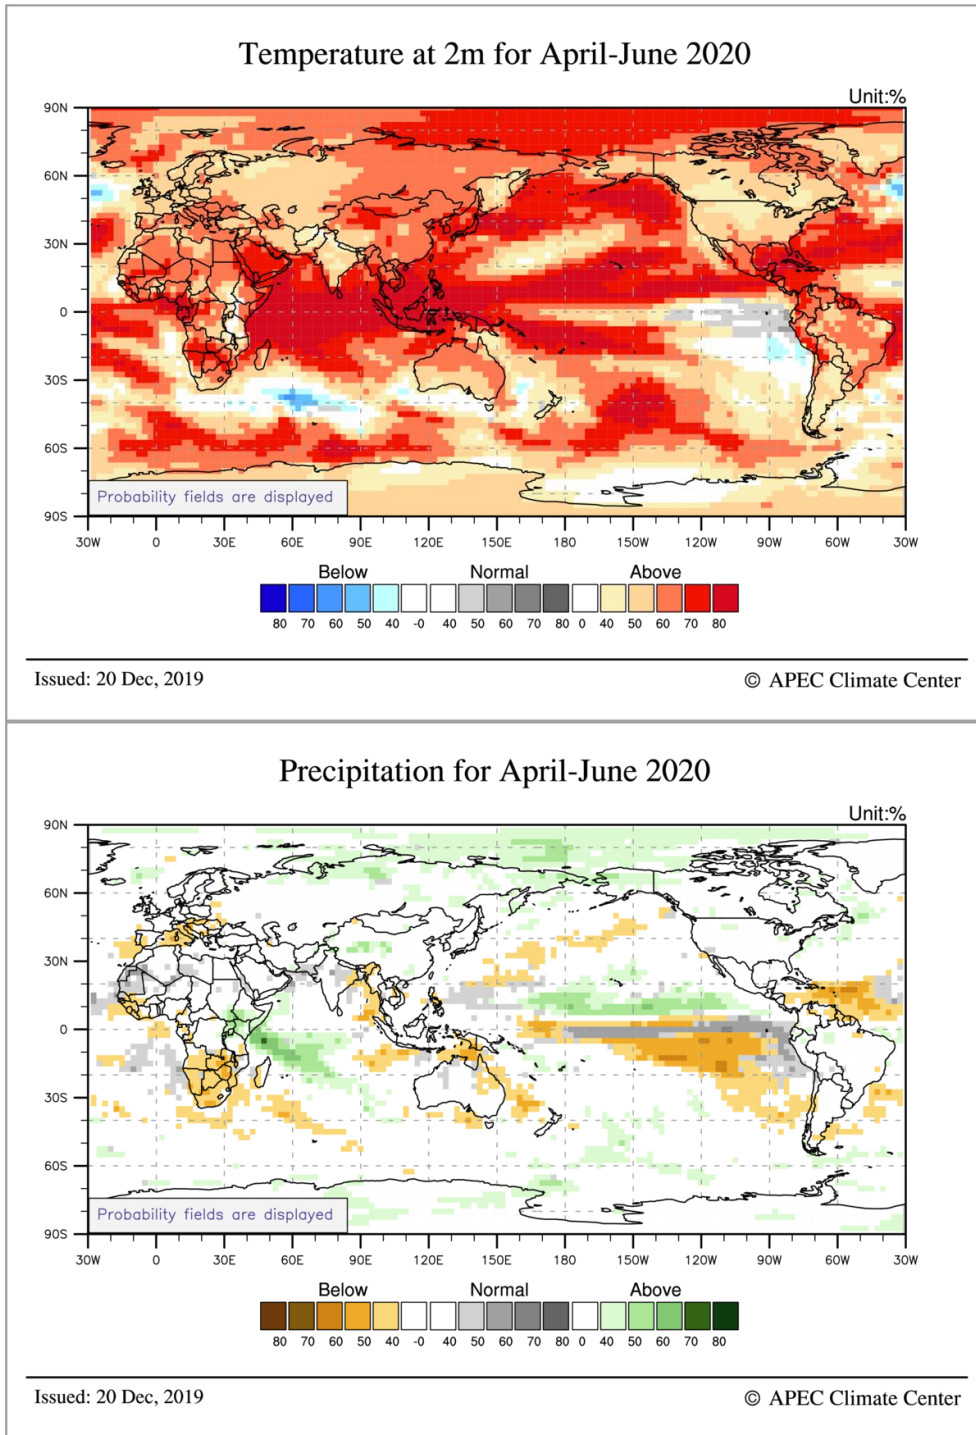 Temperature at 2m for April-June 2020
Unit:%
90N
60N
30N
0
30S
60S
90S
Probability fields are displayed
30W 0 30E 60E 90E 120E 150E 180 150W 120W 90W 60W 30W
Below Normal Above
80 70 60 50 40 -0 40 50 60 70 80 0 40 50 60 70 80
Issued: 20 Dec, 2019
© APEC Climate Center
Precipitation for April-June 2020
Unit:%
90N
60N
30N
0
30S
60S
90S
Probability fields are displayed
30W 0 30E 60E 90E 120E 150E 180 150W 120W 90W 60W 30W
Below Normal Above
80 70 60 50 40 -0 40 50 60 70 80 0 40 50 60 70 80
Issued: 20 Dec, 2019
© APEC Climate Center